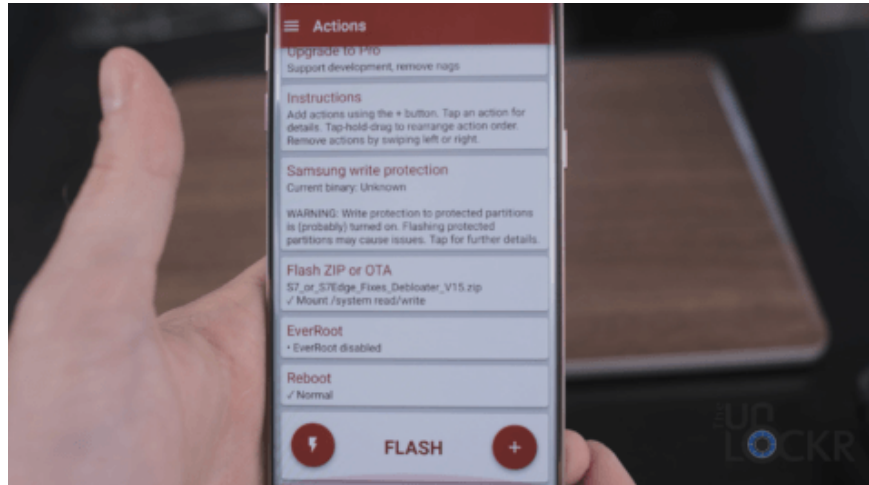 Actions
Upgrade to Pro
Support development, remove nags
Instructions
Add actions using the + button. Tap an action for
details. Tap-hold-drag to rearrange action order.
Remove actions by swiping left or right.
Samsung write protection
Current binary: Unknown
WARNING: Write protection to protected partitions
is (probably) turned on. Flashing protected
partitions may cause issues. Tap for further details.
Flash ZIP or OTA
S7_or_S7Edge_Fixes_Debloater_V15.zip
✓ Mount /system read/write
EverRoot
• EverRoot disabled
Reboot
✓ Normal
FLASH
+
THE UN
LOCKR